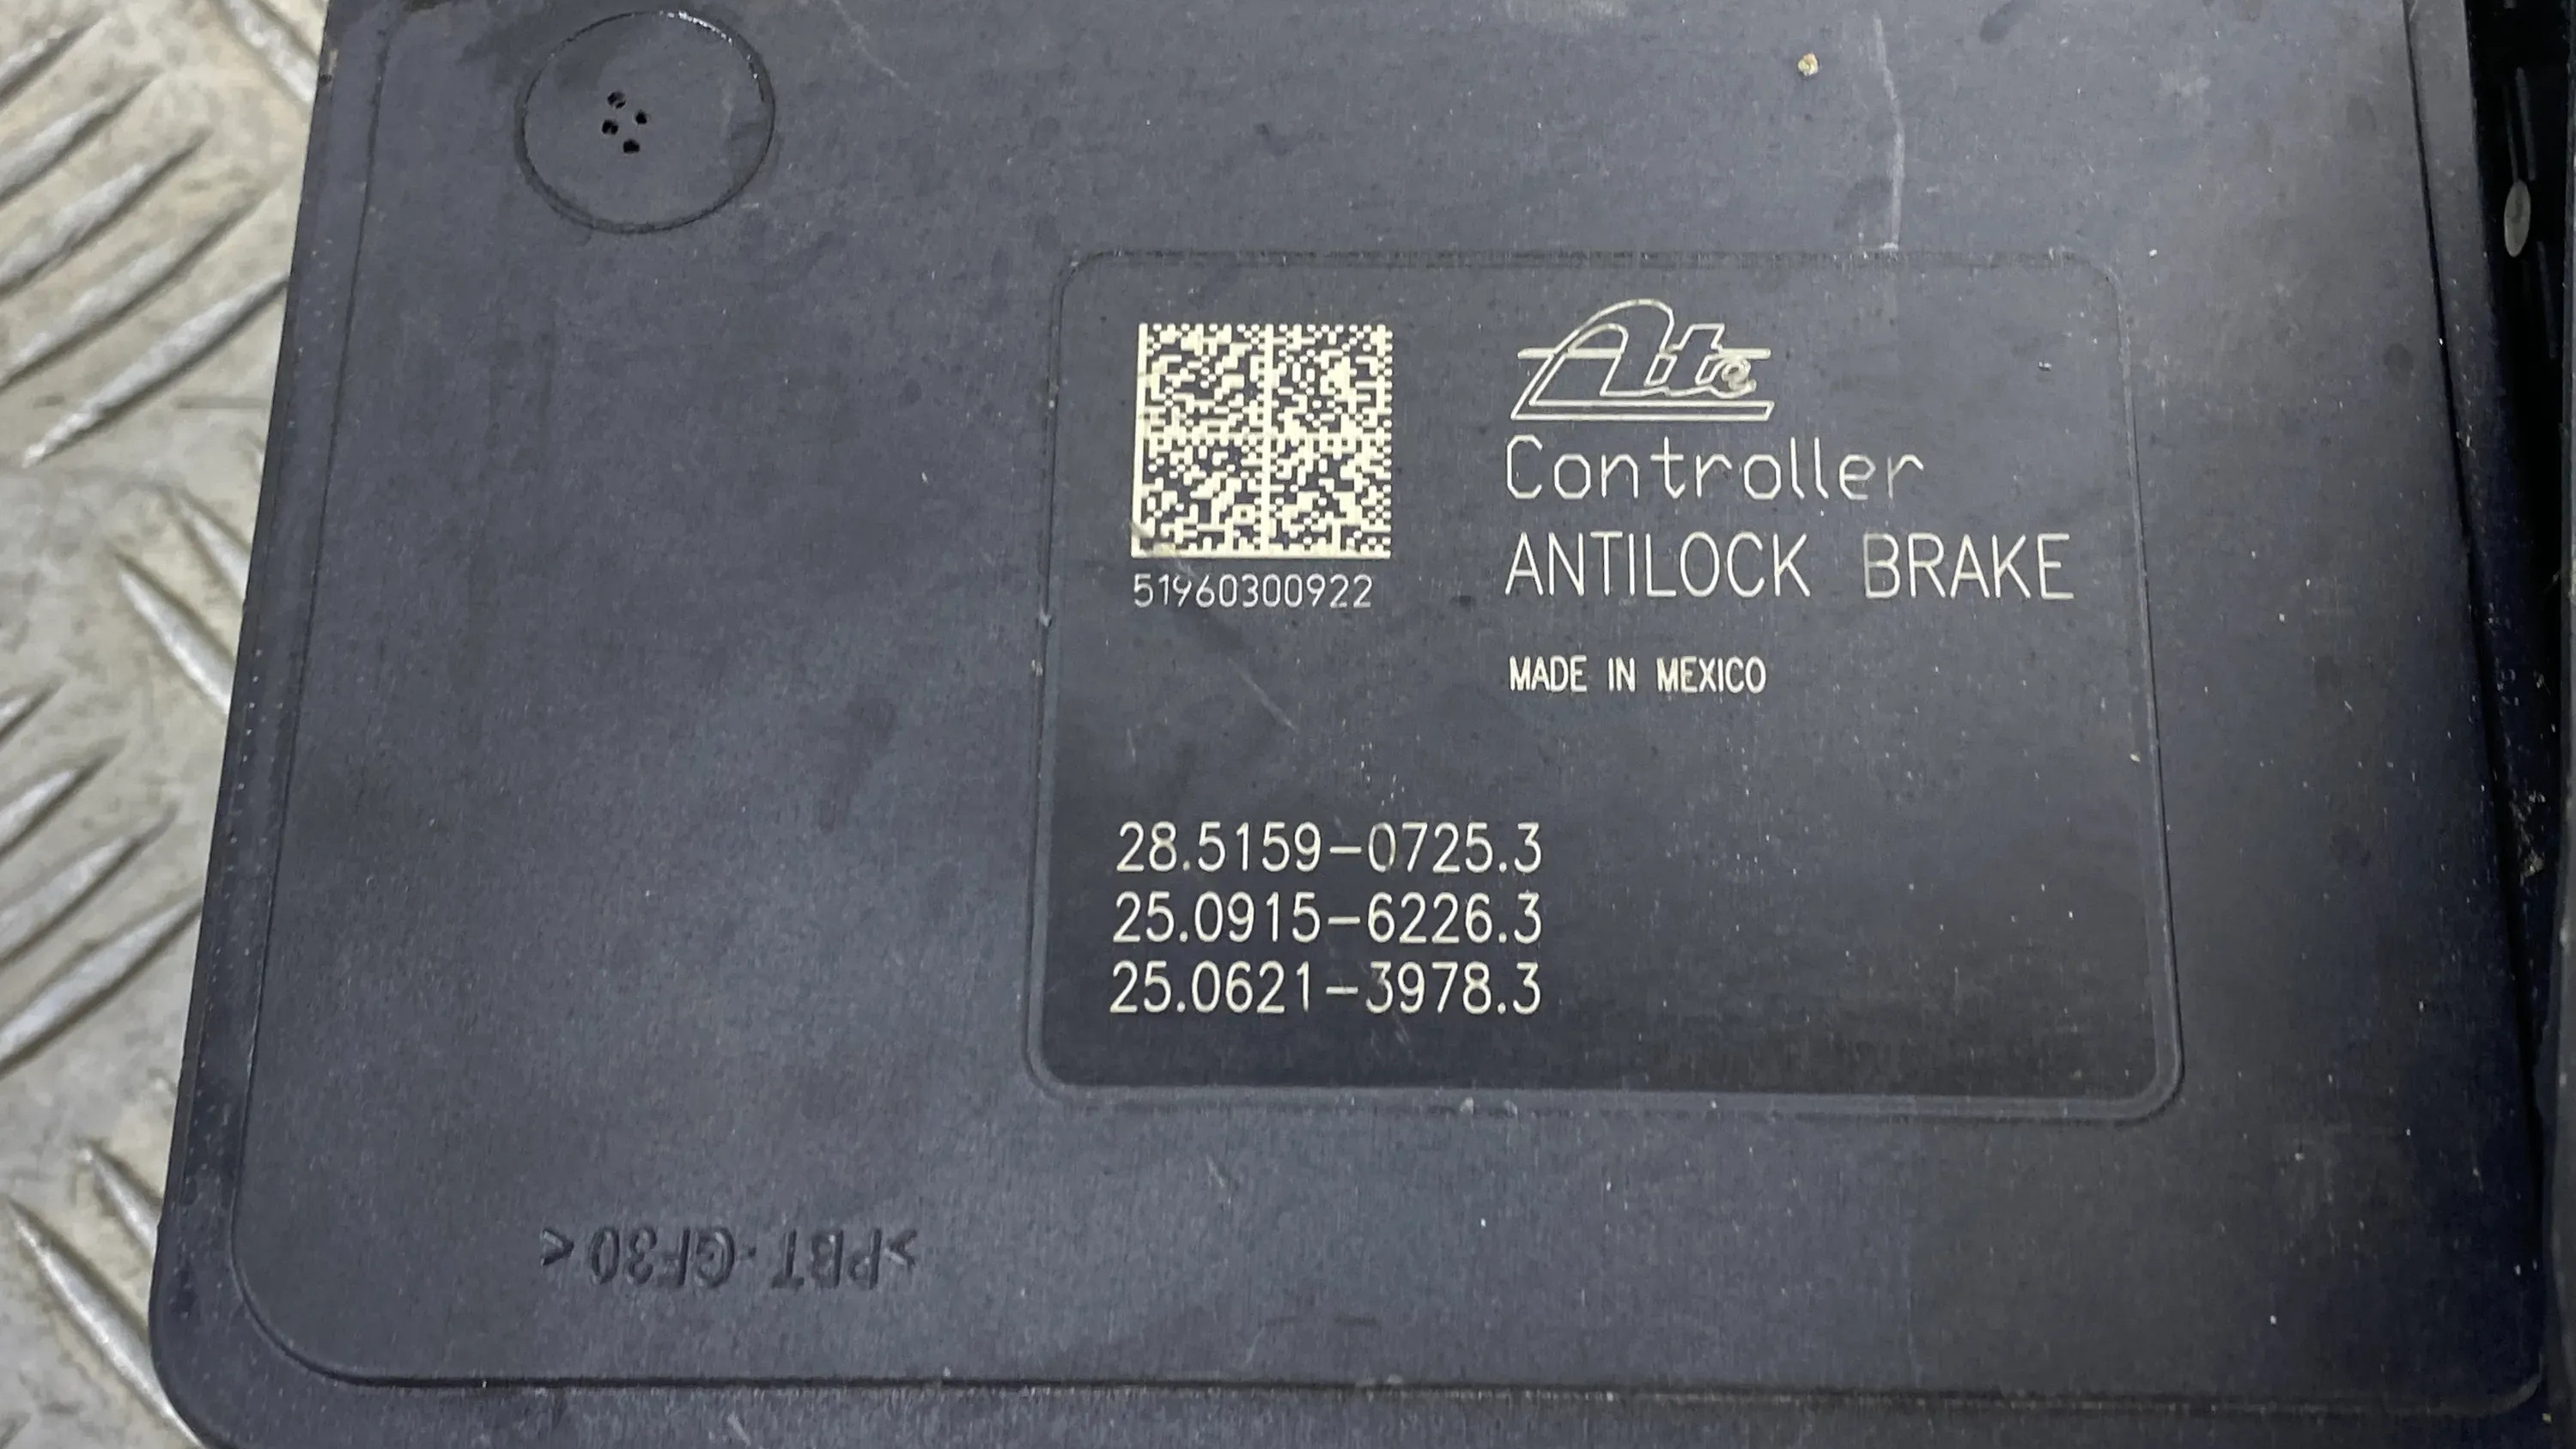 Ate
Controller
ANTILOCK BRAKE
51960300922
MADE IN MEXICO
28.5159-0725.3
25.0915-6226.3
25.0621-3978.3
>PBT-GF30<